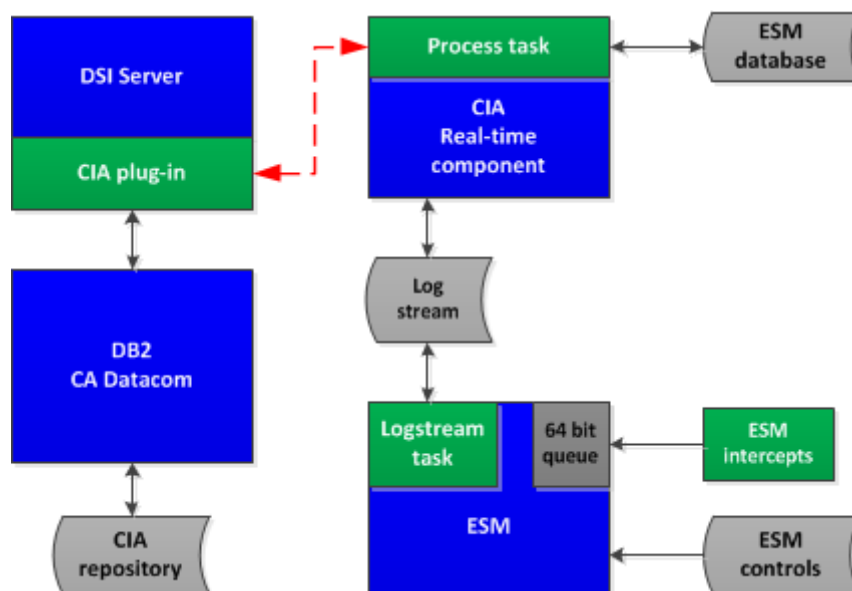 DSI Server
CIA plug-in
DB2
CA Datacom
CIA
repository
Process task
CIA
Real-time
component
ESM
database
Log
stream
Logstream
task
64 bit
queue
ESM
intercepts
ESM
ESM
controls